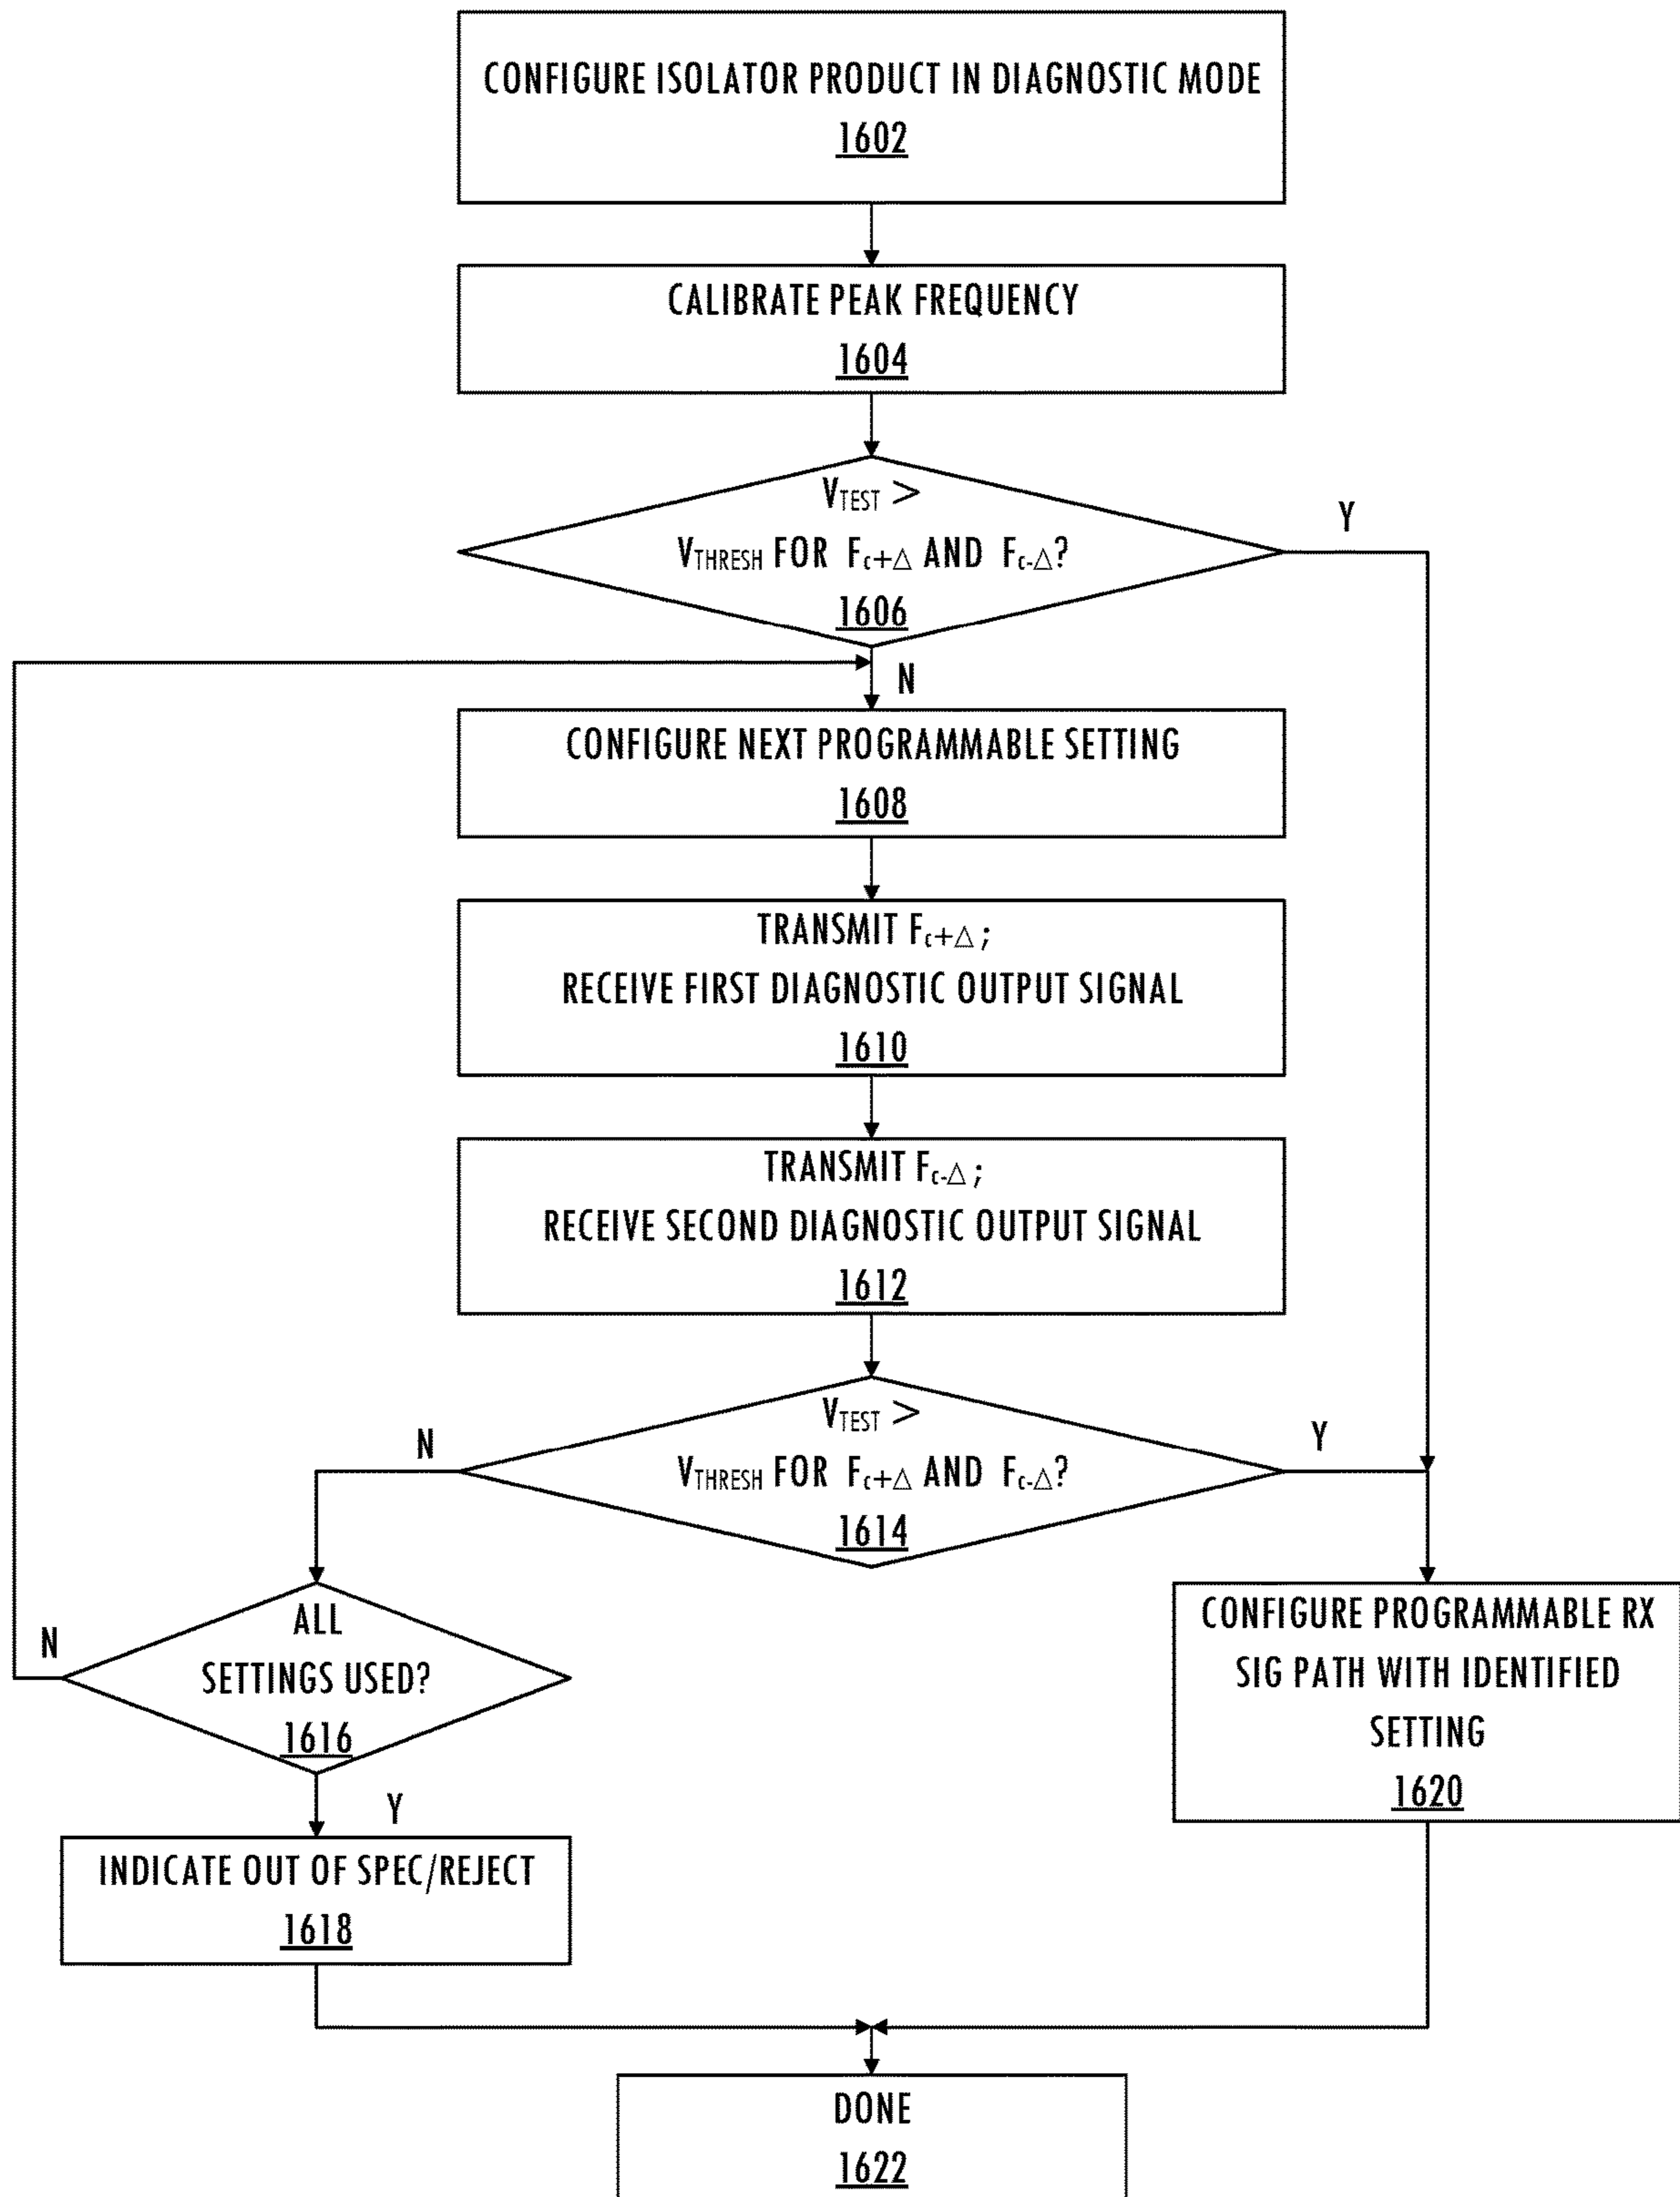 CONFIGURE ISOLATOR PRODUCT IN DIAGNOSTIC MODE
1602
CALIBRATE PEAK FREQUENCY
1604
VTEST >
VTHRESH FOR Fc+△ AND Fc-△?
1606
Y
N
CONFIGURE NEXT PROGRAMMABLE SETTING
1608
TRANSMIT Fc+△;
RECEIVE FIRST DIAGNOSTIC OUTPUT SIGNAL
1610
TRANSMIT Fc-△;
RECEIVE SECOND DIAGNOSTIC OUTPUT SIGNAL
1612
VTEST >
VTHRESH FOR Fc+△ AND Fc-△?
1614
N
Y
ALL
SETTINGS USED?
1616
N
Y
INDICATE OUT OF SPEC/REJECT
1618
CONFIGURE PROGRAMMABLE RX
SIG PATH WITH IDENTIFIED
SETTING
1620
DONE
1622